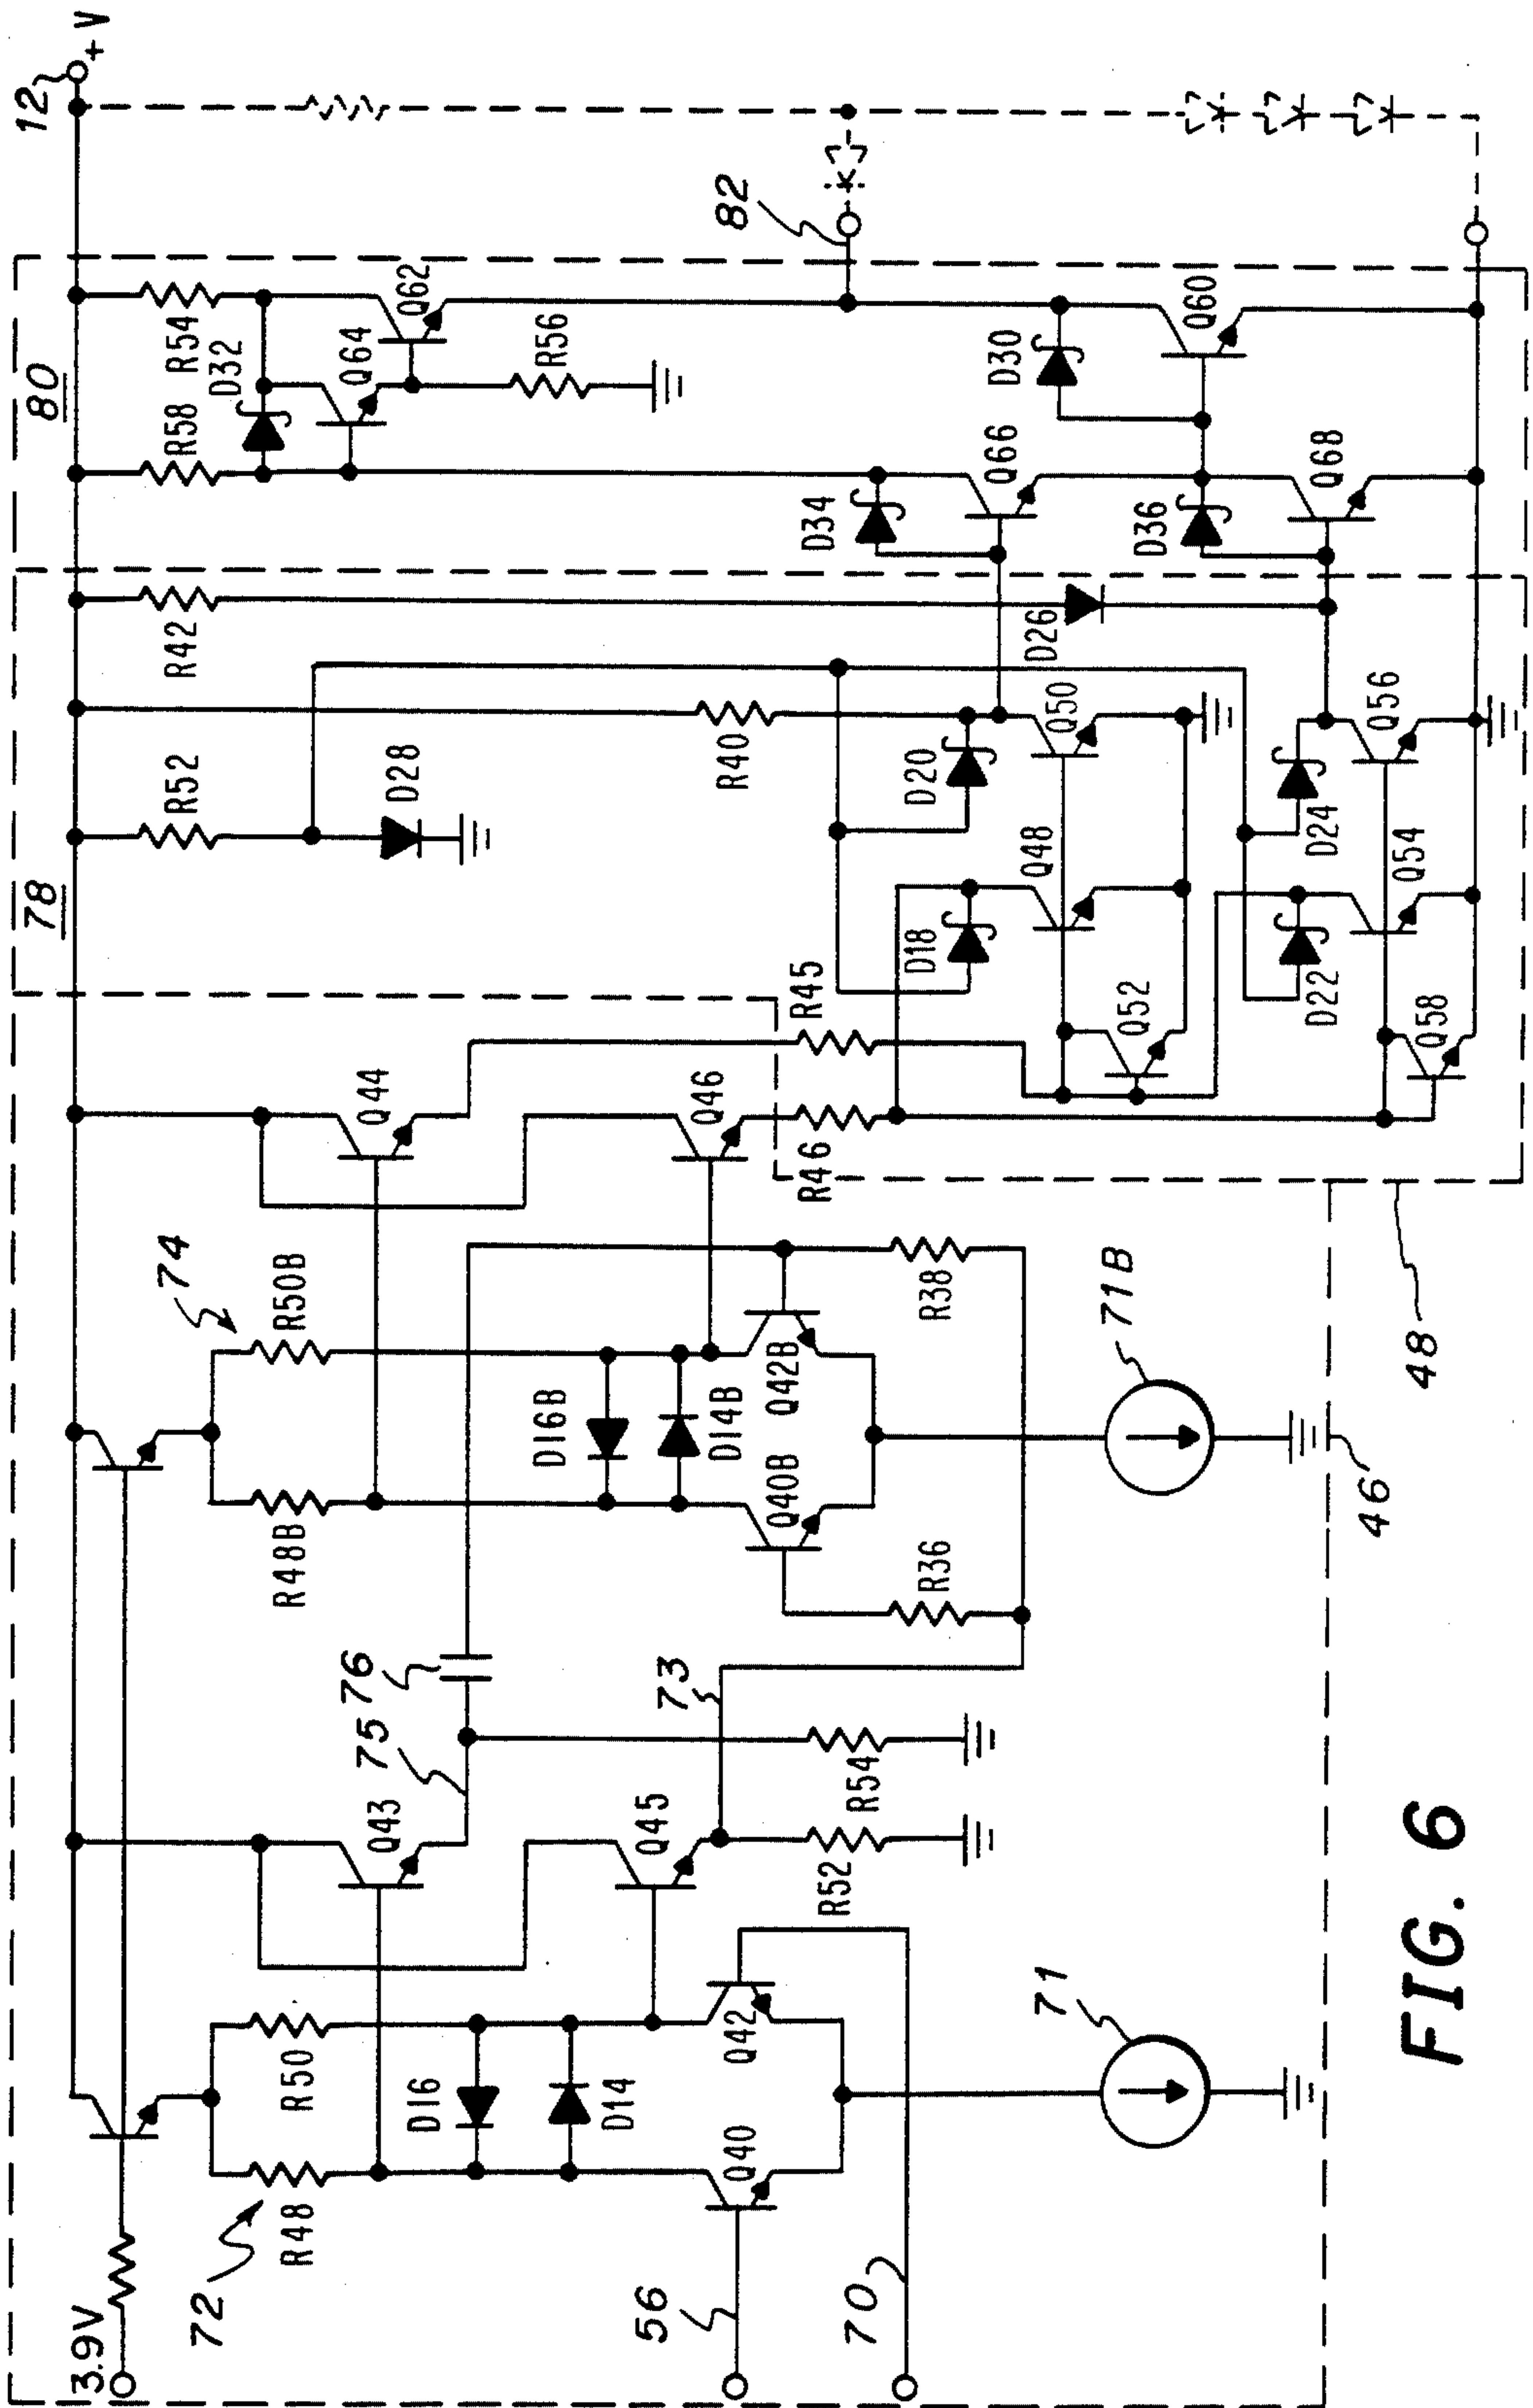 12
+ V
80
R54
R58
D32
Q64
Q62
R56
82
D30
Q60
D34
Q66
D36
Q68
78
R42
R52
D28
R40
D26
D20
Q50
D18
Q48
Q52
R45
D24
Q56
D22
Q54
Q58
Q44
Q46
R46
74
R50B
R48B
D16B
D14B
Q42B
Q40B
R38
R36
71B
48
46
76
75
73
Q43
Q45
R54
R52
3.9V
72
R50
R48
D16
D14
Q42
Q40
56
70
71
FIG. 6